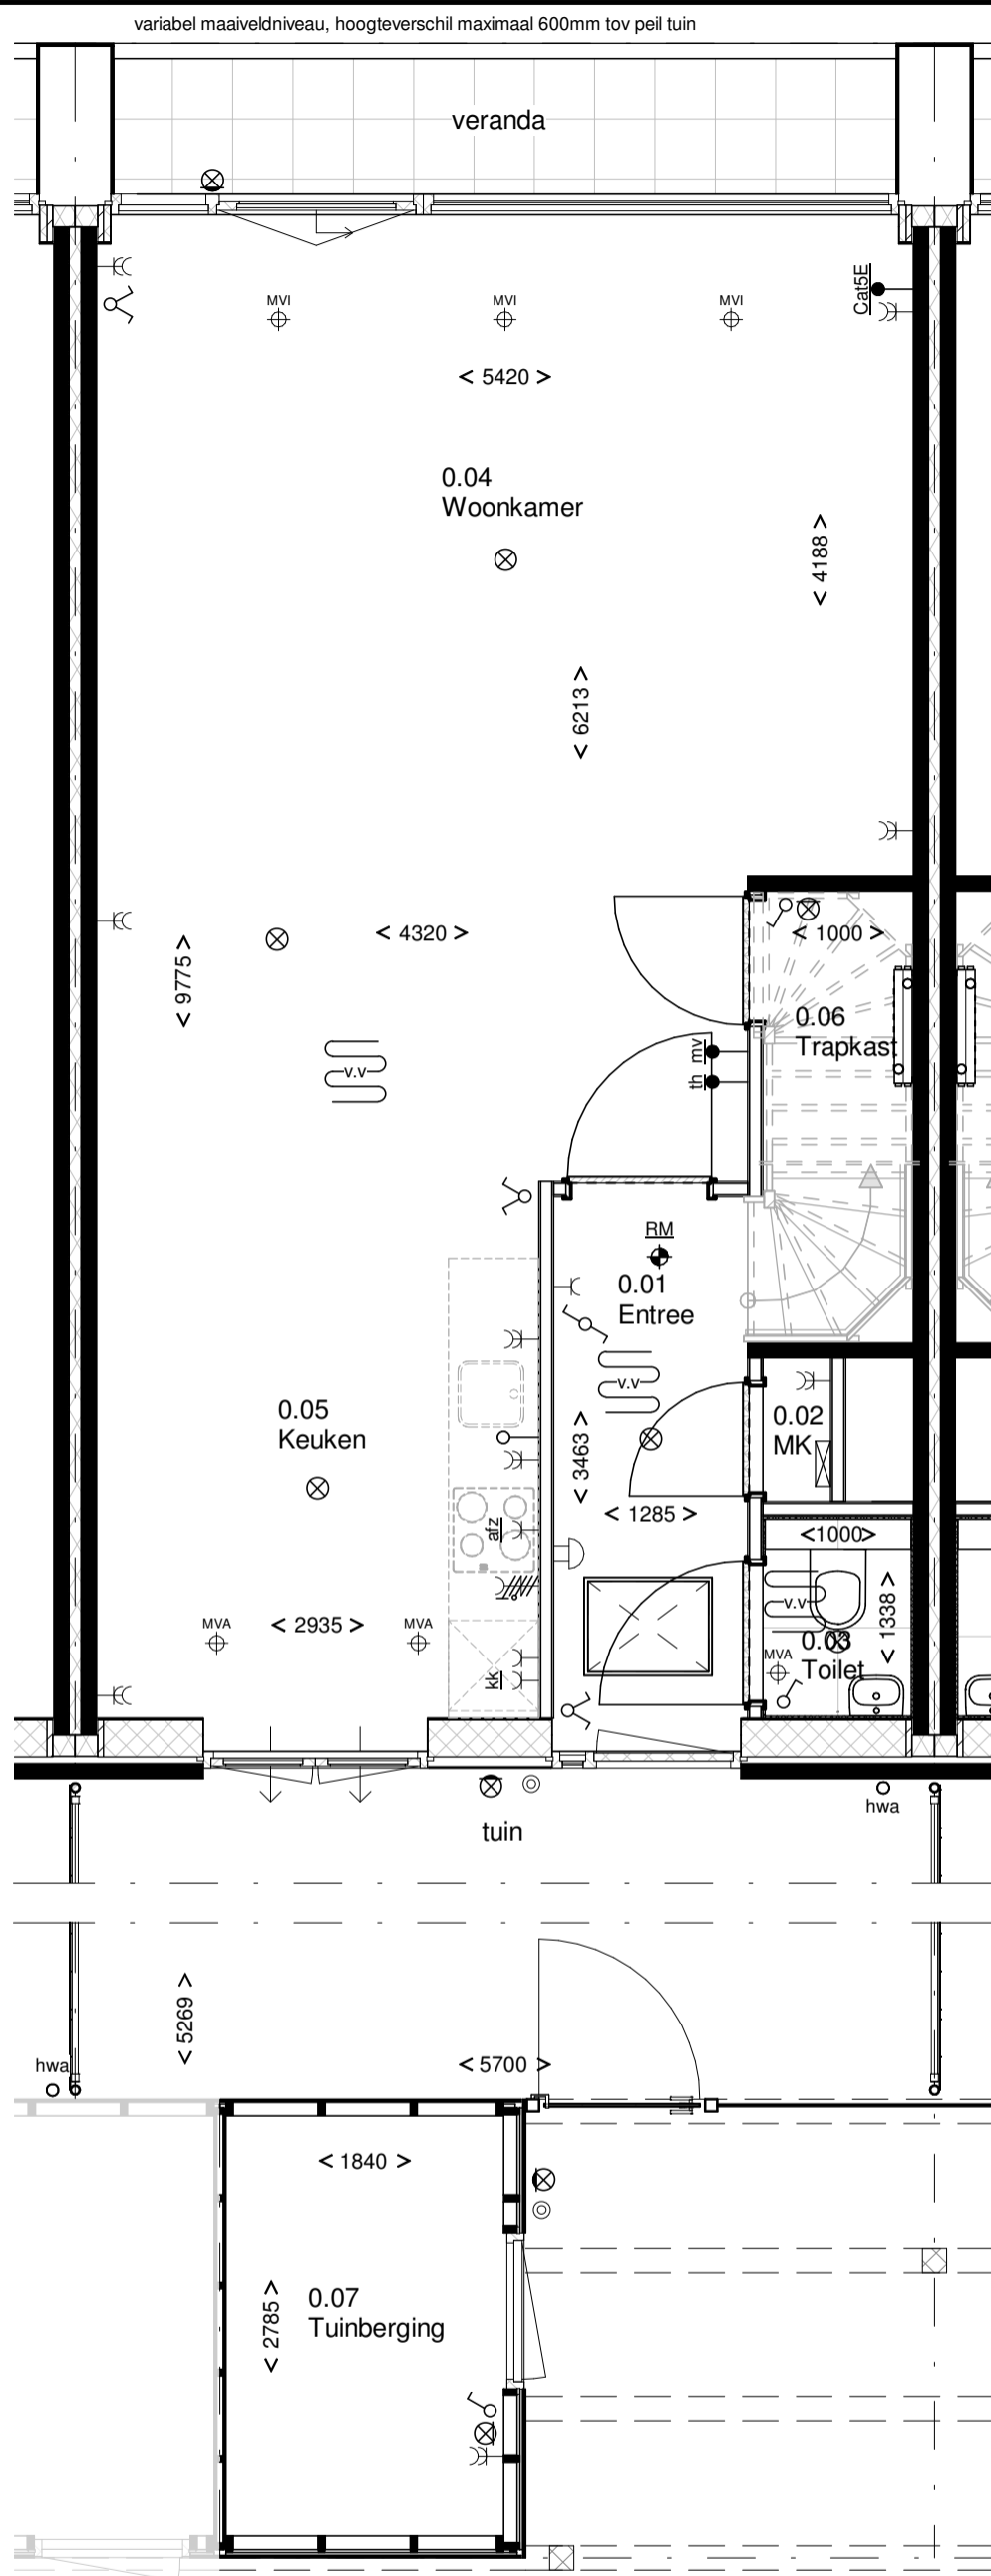 variabel maaiveldniveau, hoogteverschil maximaal 600mm tov peil tuin
veranda
MVI
MVI
MVI
Cat5E
< 5420 >
0.04
Woonkamer
< 4188 >
< 6213 >
< 9775 >
< 4320 >
< 1000 >
0.06
Trapkast
mv
th
v.v
RM
0.01
Entree
v.v
0.05
Keuken
< 3463 >
0.02
MK
< 1285 >
afz
<1000>
v.v
< 1338 >
0.03
Toilet
MVA
MVA
< 2935 >
MVA
kk
hwa
tuin
< 5269 >
< 5700 >
hwa
< 1840 >
< 2785 >
0.07
Tuinberging